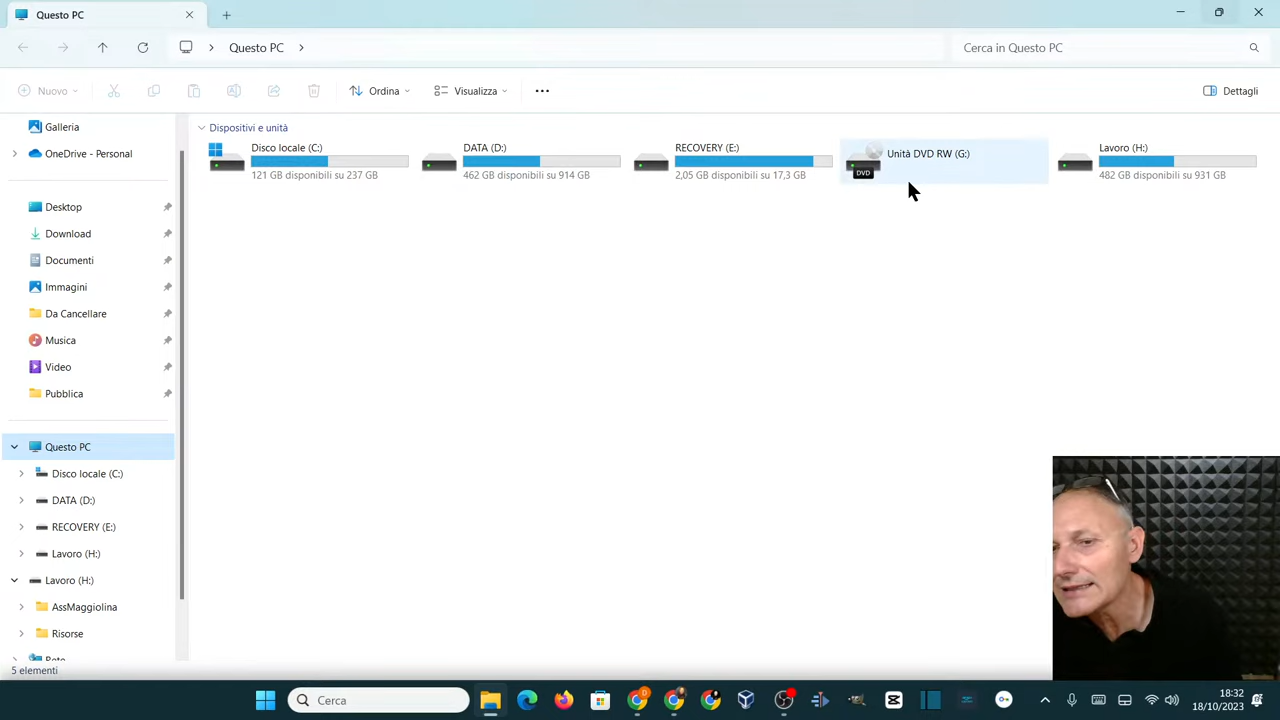 Questo PC
Questo PC
Cerca in Questo PC
Nuovo
Ordina
Visualizza
Dettagli
Galleria
OneDrive - Personal
Desktop
Download
Documenti
Immagini
Da Cancellare
Musica
Video
Pubblica
Questo PC
Disco locale (C:)
DATA (D:)
RECOVERY (E:)
Lavoro (H:)
Lavoro (H:)
AssMaggiolina
Risorse
Rete
5 elementi
Dispositivi e unità
Disco locale (C:)
121 GB disponibili su 237 GB
DATA (D:)
462 GB disponibili su 914 GB
RECOVERY (E:)
2,05 GB disponibili su 17,3 GB
Unità DVD RW (G:)
DVD
Lavoro (H:)
482 GB disponibili su 931 GB
Cerca
18:32
18/10/2023